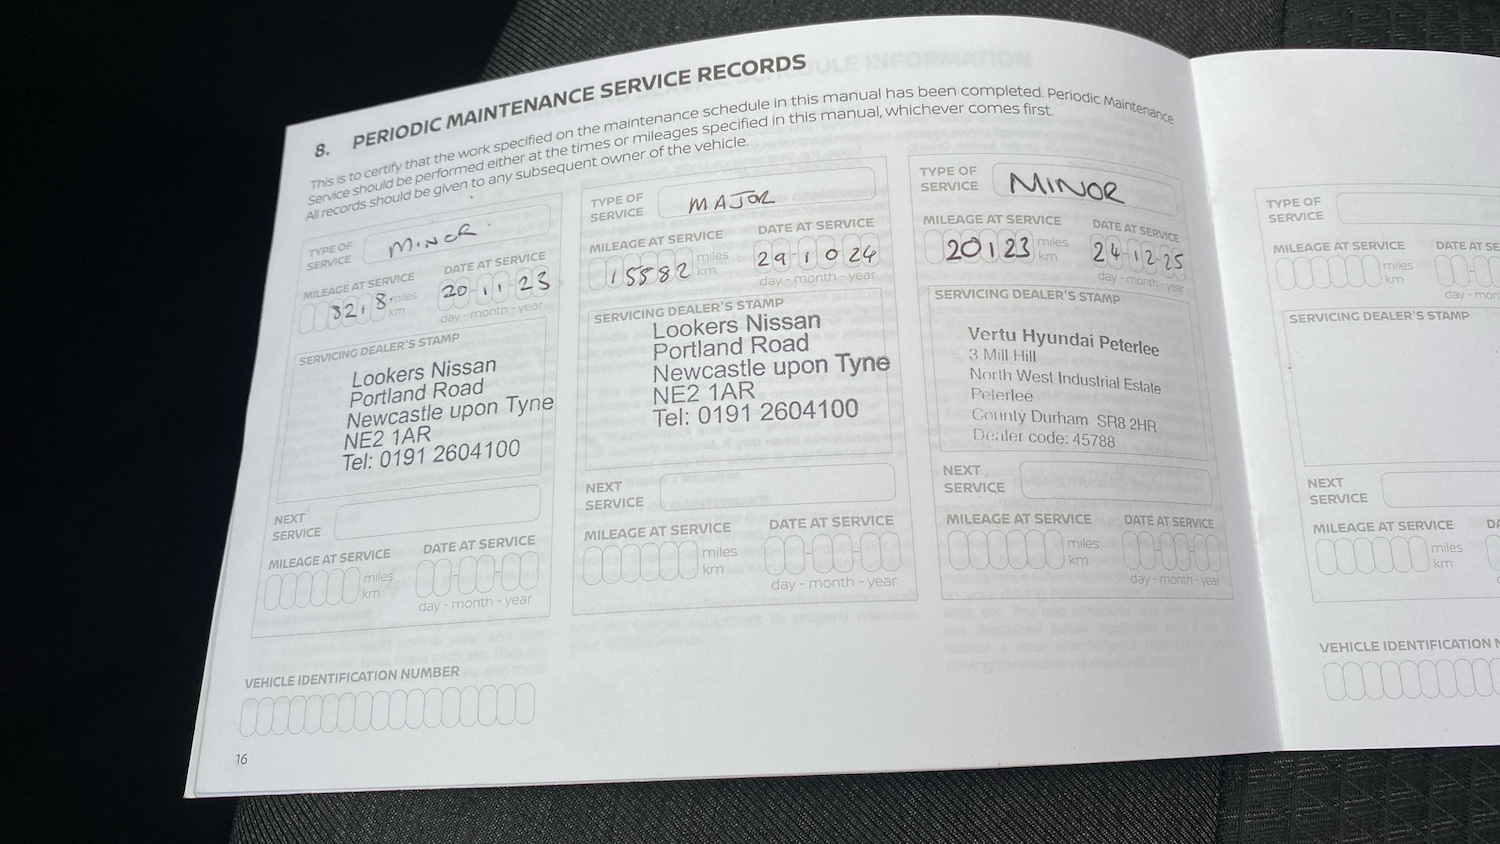 8. PERIODIC MAINTENANCE SERVICE RECORDS
This is to certify that the work specified on the maintenance schedule in this manual has been completed. Periodic Maintenance
Service should be performed either at the times or mileages specified in this manual, whichever comes first.
All records should be given to any subsequent owner of the vehicle.
TYPE OF
SERVICE MINOR
MILEAGE AT SERVICE DATE AT SERVICE
8218 miles 20-11-23
km day - month - year
SERVICING DEALER'S STAMP
Lookers Nissan
Portland Road
Newcastle upon Tyne
NE2 1AR
Tel: 0191 2604100
NEXT
SERVICE
MILEAGE AT SERVICE DATE AT SERVICE
miles
km day - month - year
VEHICLE IDENTIFICATION NUMBER
16
TYPE OF
SERVICE MAJOR
MILEAGE AT SERVICE DATE AT SERVICE
15582 miles 29-10-24
km day - month - year
SERVICING DEALER'S STAMP
Lookers Nissan
Portland Road
Newcastle upon Tyne
NE2 1AR
Tel: 0191 2604100
NEXT
SERVICE
MILEAGE AT SERVICE DATE AT SERVICE
miles
km day - month - year
TYPE OF
SERVICE MINOR
MILEAGE AT SERVICE DATE AT SERVICE
20123 miles 24-12-25
km day - month - year
SERVICING DEALER'S STAMP
Vertu Hyundai Peterlee
3 Mill Hill
North West Industrial Estate
Peterlee
County Durham SR8 2HR
Dealer code: 45788
NEXT
SERVICE
MILEAGE AT SERVICE DATE AT SERVICE
miles
km day - month - year
TYPE OF
SERVICE
MILEAGE AT SERVICE DATE AT SE
miles
km day - mon
SERVICING DEALER'S STAMP
NEXT
SERVICE
MILEAGE AT SERVICE DA
miles
km
VEHICLE IDENTIFICATION N